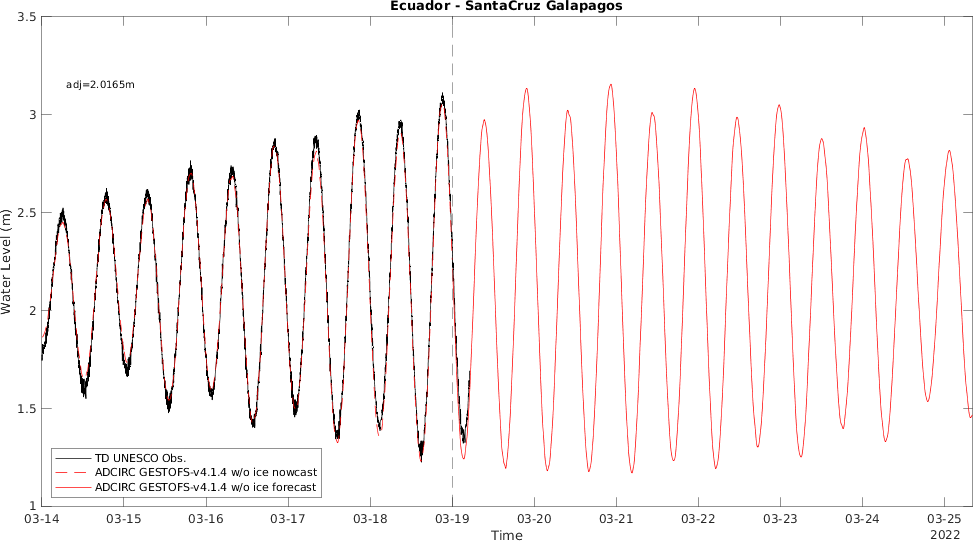 Ecuador - SantaCruz Galapagos
3.5
adj=2.0165m
3
2.5
Water Level (m)
2
1.5
TD UNESCO Obs.
ADCIRC GESTOFS-v4.1.4 w/o ice nowcast
ADCIRC GESTOFS-v4.1.4 w/o ice forecast
1
03-14 03-15 03-16 03-17 03-18 03-19 03-20 03-21 03-22 03-23 03-24 03-25
Time
2022